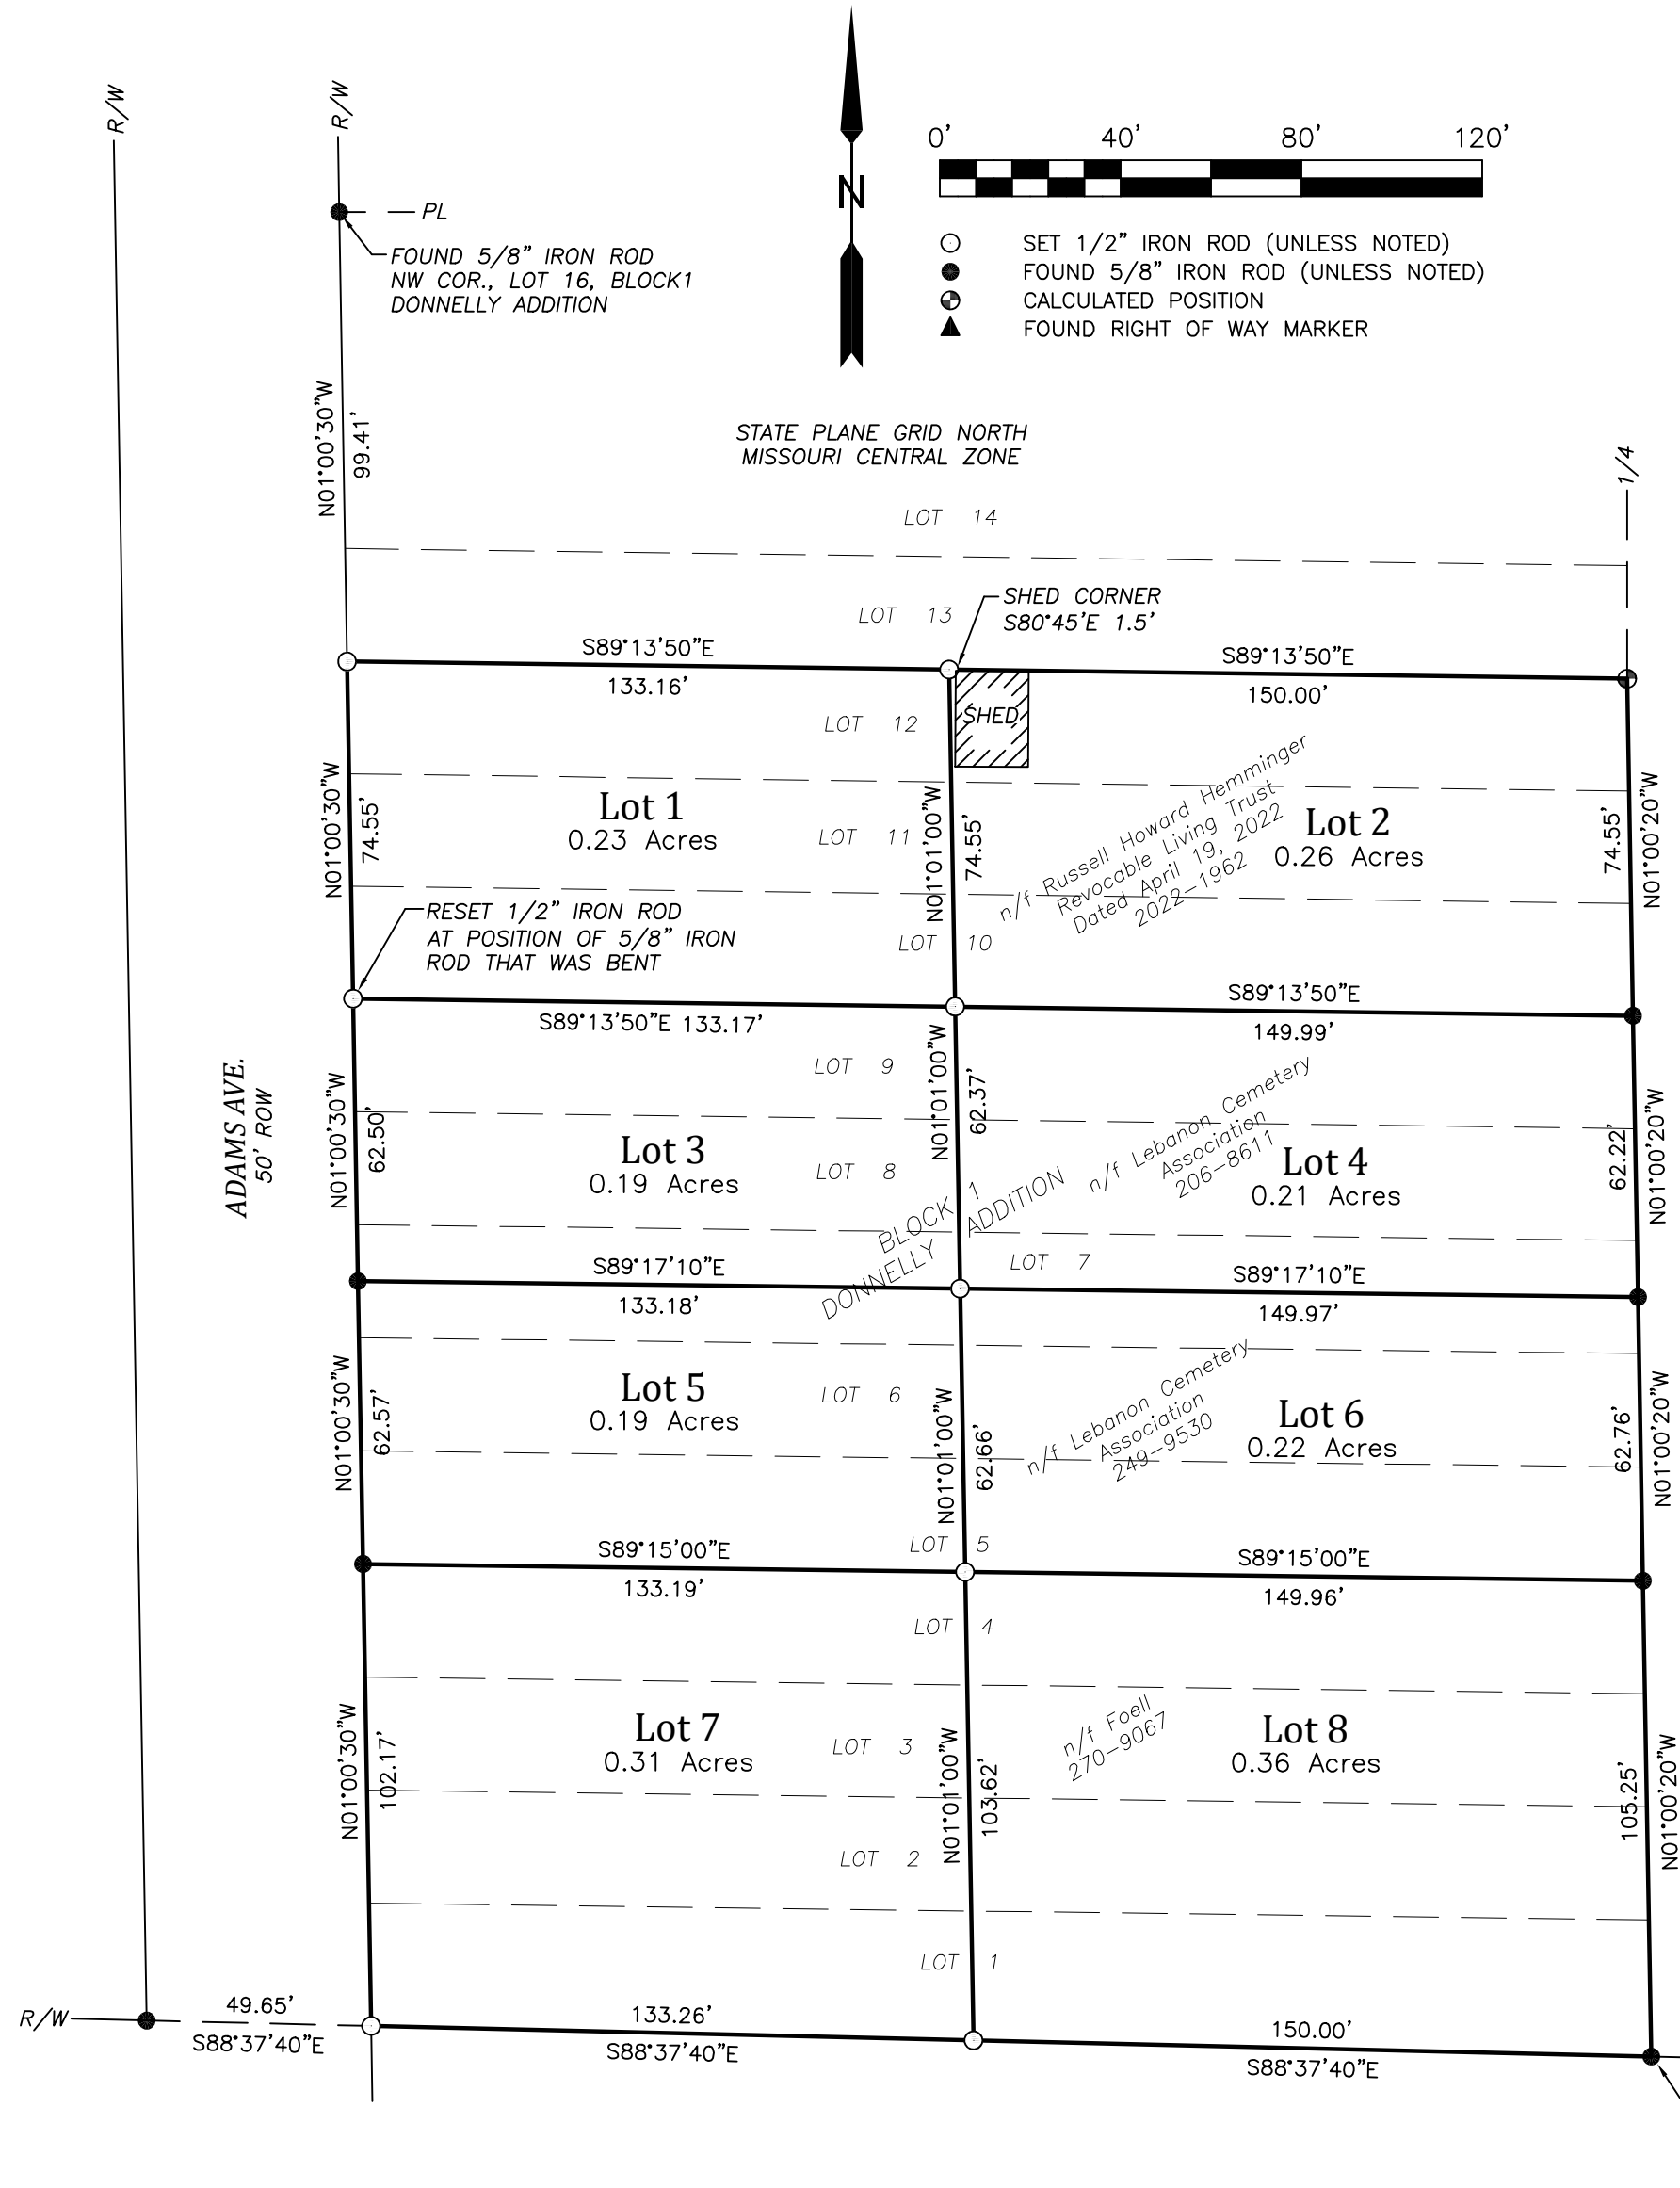 R/W
R/W
0' 40' 80' 120'
N
PL
FOUND 5/8" IRON ROD
NW COR., LOT 16, BLOCK1
DONNELLY ADDITION
SET 1/2" IRON ROD (UNLESS NOTED)
FOUND 5/8" IRON ROD (UNLESS NOTED)
CALCULATED POSITION
FOUND RIGHT OF WAY MARKER
N01°00'30"W
99.41'
STATE PLANE GRID NORTH
MISSOURI CENTRAL ZONE
1/4
LOT 14
LOT 13
SHED CORNER
S80°45'E 1.5'
S89°13'50"E
133.16'
S89°13'50"E
150.00'
SHED
LOT 12
N01°00'30"W
74.55'
Lot 1
0.23 Acres
LOT 11
N01°01'00"W
74.55'
n/f Russell Howard Hemminger
Revocable Living Trust
Dated April 19, 2022
2022-1962
Lot 2
0.26 Acres
74.55'
N01°00'20"W
RESET 1/2" IRON ROD
AT POSITION OF 5/8" IRON
ROD THAT WAS BENT
LOT 10
S89°13'50"E 133.17'
S89°13'50"E
149.99'
ADAMS AVE.
50' ROW
LOT 9
N01°00'30"W
62.50'
Lot 3
0.19 Acres
LOT 8
N01°01'00"W
62.37'
n/f Lebanon Cemetery
Association
206-8611
Lot 4
0.21 Acres
62.22'
N01°00'20"W
BLOCK 1
DONNELLY ADDITION
LOT 7
S89°17'10"E
133.18'
S89°17'10"E
149.97'
N01°00'30"W
62.57'
Lot 5
0.19 Acres
LOT 6
N01°01'00"W
62.66'
n/f Lebanon Cemetery
Association
249-9530
Lot 6
0.22 Acres
62.76'
N01°00'20"W
LOT 5
S89°15'00"E
133.19'
S89°15'00"E
149.96'
LOT 4
N01°00'30"W
102.17'
Lot 7
0.31 Acres
LOT 3
N01°01'00"W
103.62'
n/f Foell
270-9067
Lot 8
0.36 Acres
105.25'
N01°00'20"W
LOT 2
LOT 1
R/W
49.65'
S88°37'40"E
133.26'
S88°37'40"E
150.00'
S88°37'40"E